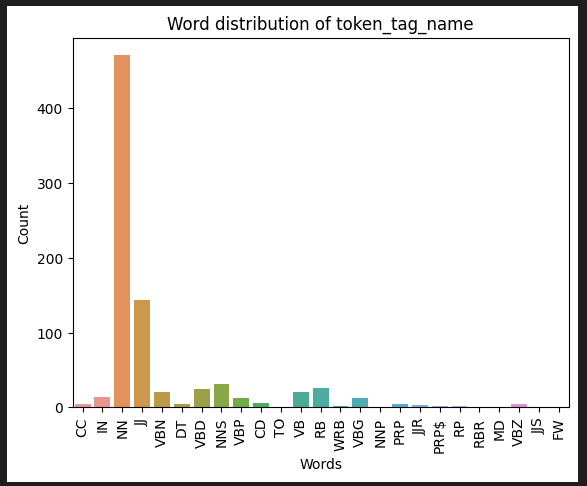 Word distribution of token_tag_name
Count
400
300
200
100
0
CC IN NN JJ VBN DT VBD NNS VBP CD TO VB RB WRB VBG NNP PRP JJR PRP$ RP RBR MD VBZ JJS FW
Words